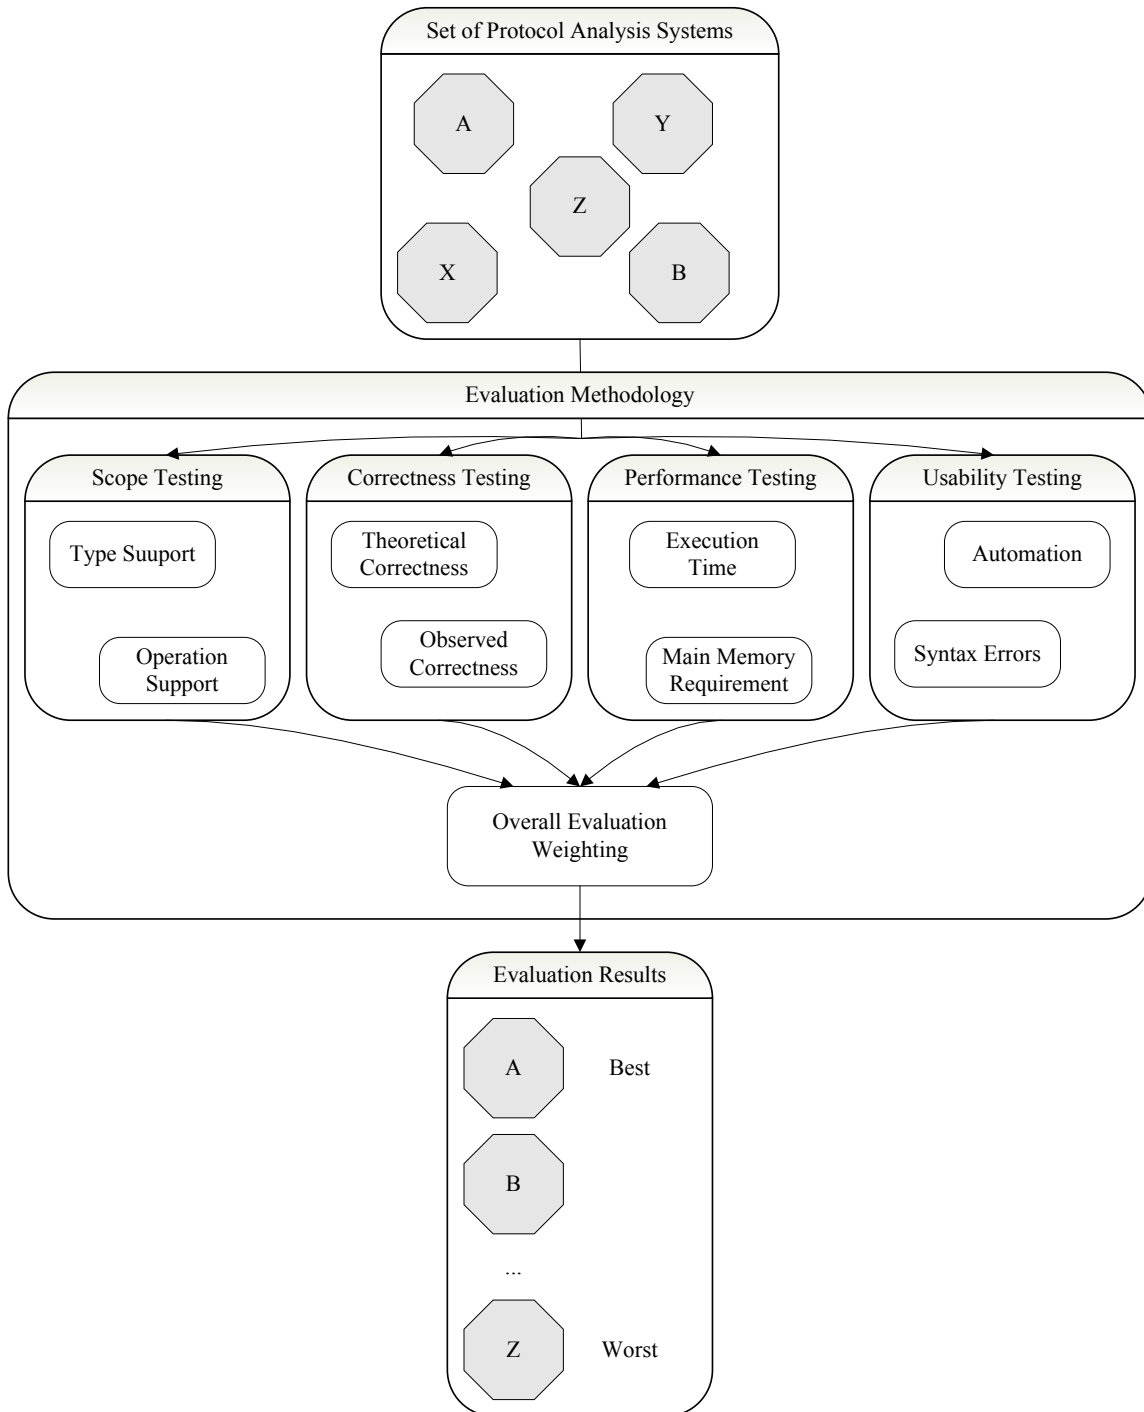 Set of Protocol Analysis Systems
A
Y
Z
X
B
Evaluation Methodology
Scope Testing
Type Suuport
Operation
Support
Correctness Testing
Theoretical
Correctness
Observed
Correctness
Performance Testing
Execution
Time
Main Memory
Requirement
Usability Testing
Automation
Syntax Errors
Overall Evaluation
Weighting
Evaluation Results
A
Best
B
...
Z
Worst